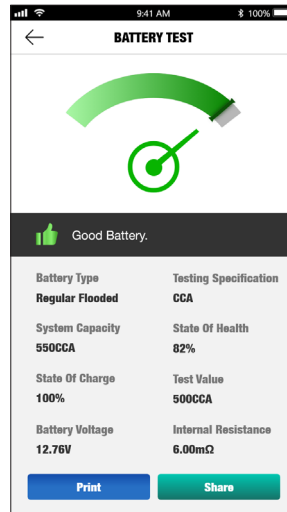 9:41 AM 100%
BATTERY TEST
Good Battery.
Battery Type Testing Specification
Regular Flooded CCA
System Capacity State Of Health
550CCA 82%
State Of Charge Test Value
100% 500CCA
Battery Voltage Internal Resistance
12.76V 6.00mΩ
Print Share